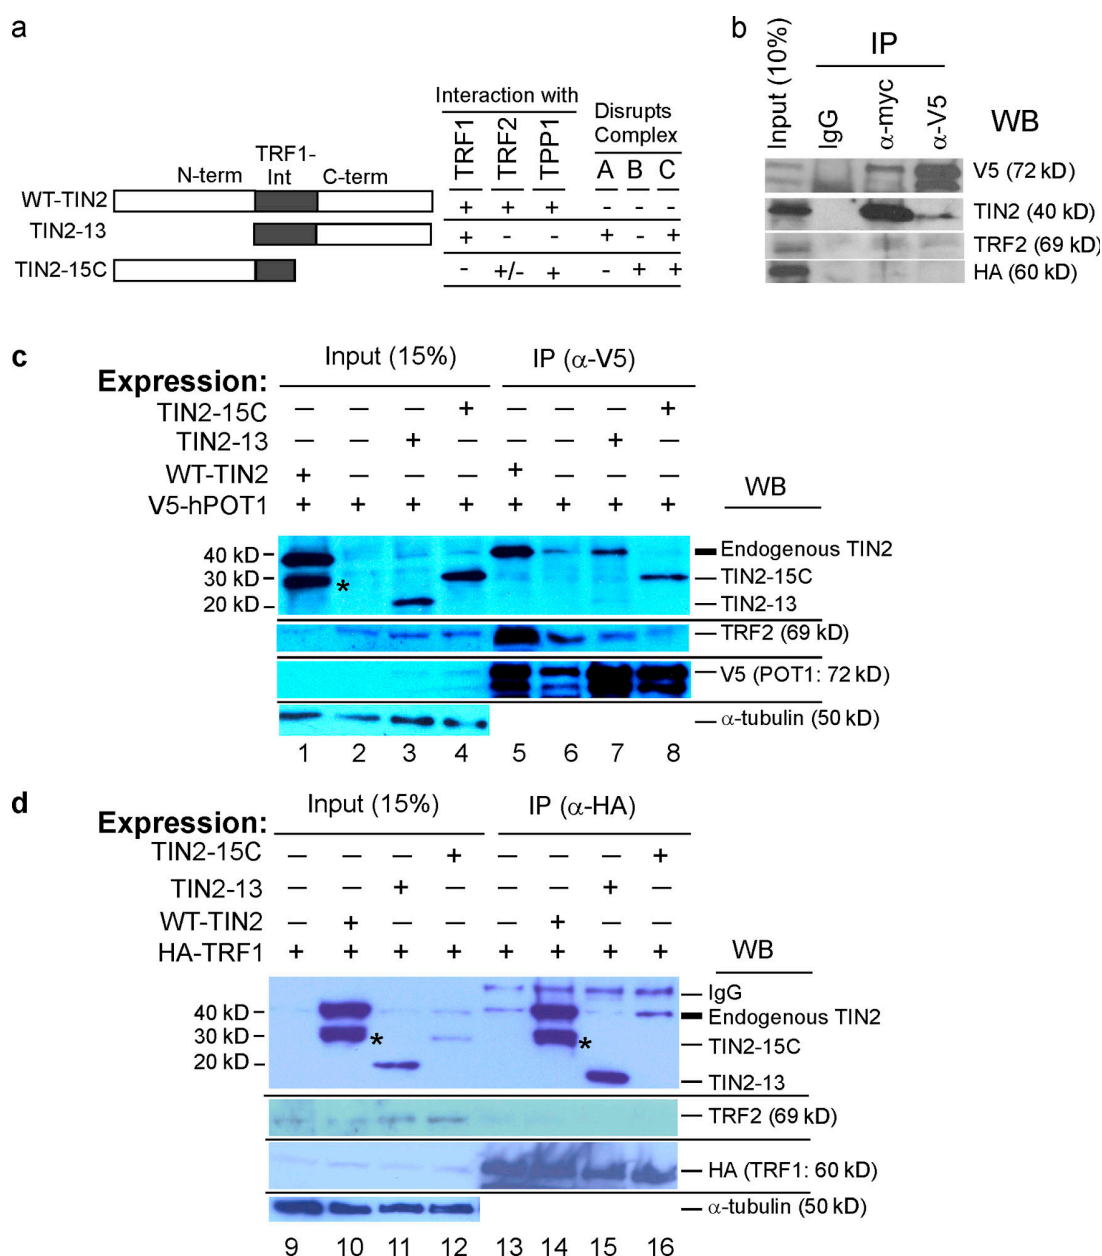 a
Interaction with
Disrupts
Complex
TRF1
TRF2
TPP1
A B C
TRF1-
Int
N-term
C-term
WT-TIN2
+ + + - - -
TIN2-13
+ - - + - +
TIN2-15C
- +/- + - + +
b
IP
Input (10%)
IgG
α-myc
α-V5
WB
V5 (72 kD)
TIN2 (40 kD)
TRF2 (69 kD)
HA (60 kD)
c
Input (15%)
IP (α-V5)
Expression:
TIN2-15C – – – + – – – +
TIN2-13 – – + – – – + –
WT-TIN2 + – – – + – – –
V5-hPOT1 + + + + + + + +
WB
40 kD
30 kD
20 kD
*
Endogenous TIN2
TIN2-15C
TIN2-13
TRF2 (69 kD)
V5 (POT1: 72 kD)
α-tubulin (50 kD)
1 2 3 4 5 6 7 8
d
Input (15%)
IP (α-HA)
Expression:
TIN2-15C – – – + – – – +
TIN2-13 – – + – – – + –
WT-TIN2 – + – – – + – –
HA-TRF1 + + + + + + + +
WB
40 kD
30 kD
20 kD
*
*
IgG
Endogenous TIN2
TIN2-15C
TIN2-13
TRF2 (69 kD)
HA (TRF1: 60 kD)
α-tubulin (50 kD)
9 10 11 12 13 14 15 16